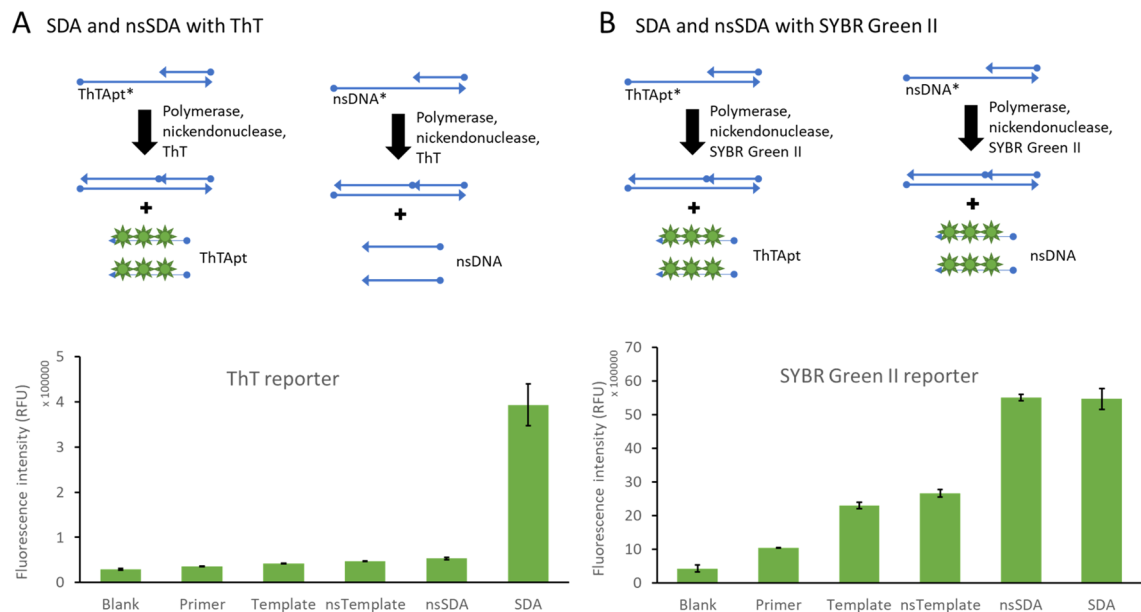 A SDA and nsSDA with ThT
ThTApt*
Polymerase,
nickendonuclease,
ThT
+
ThTApt
nsDNA*
Polymerase,
nickendonuclease,
ThT
+
nsDNA
ThT reporter
Fluorescence intensity (RFU)
x 100000
5
4
3
2
1
0
Blank Primer Template nsTemplate nsSDA SDA
B SDA and nsSDA with SYBR Green II
ThTApt*
Polymerase,
nickendonuclease,
SYBR Green II
+
ThTApt
nsDNA*
Polymerase,
nickendonuclease,
SYBR Green II
+
nsDNA
SYBR Green II reporter
Fluorescence intensity (RFU)
x 100000
70
60
50
40
30
20
10
0
Blank Primer Template nsTemplate nsSDA SDA